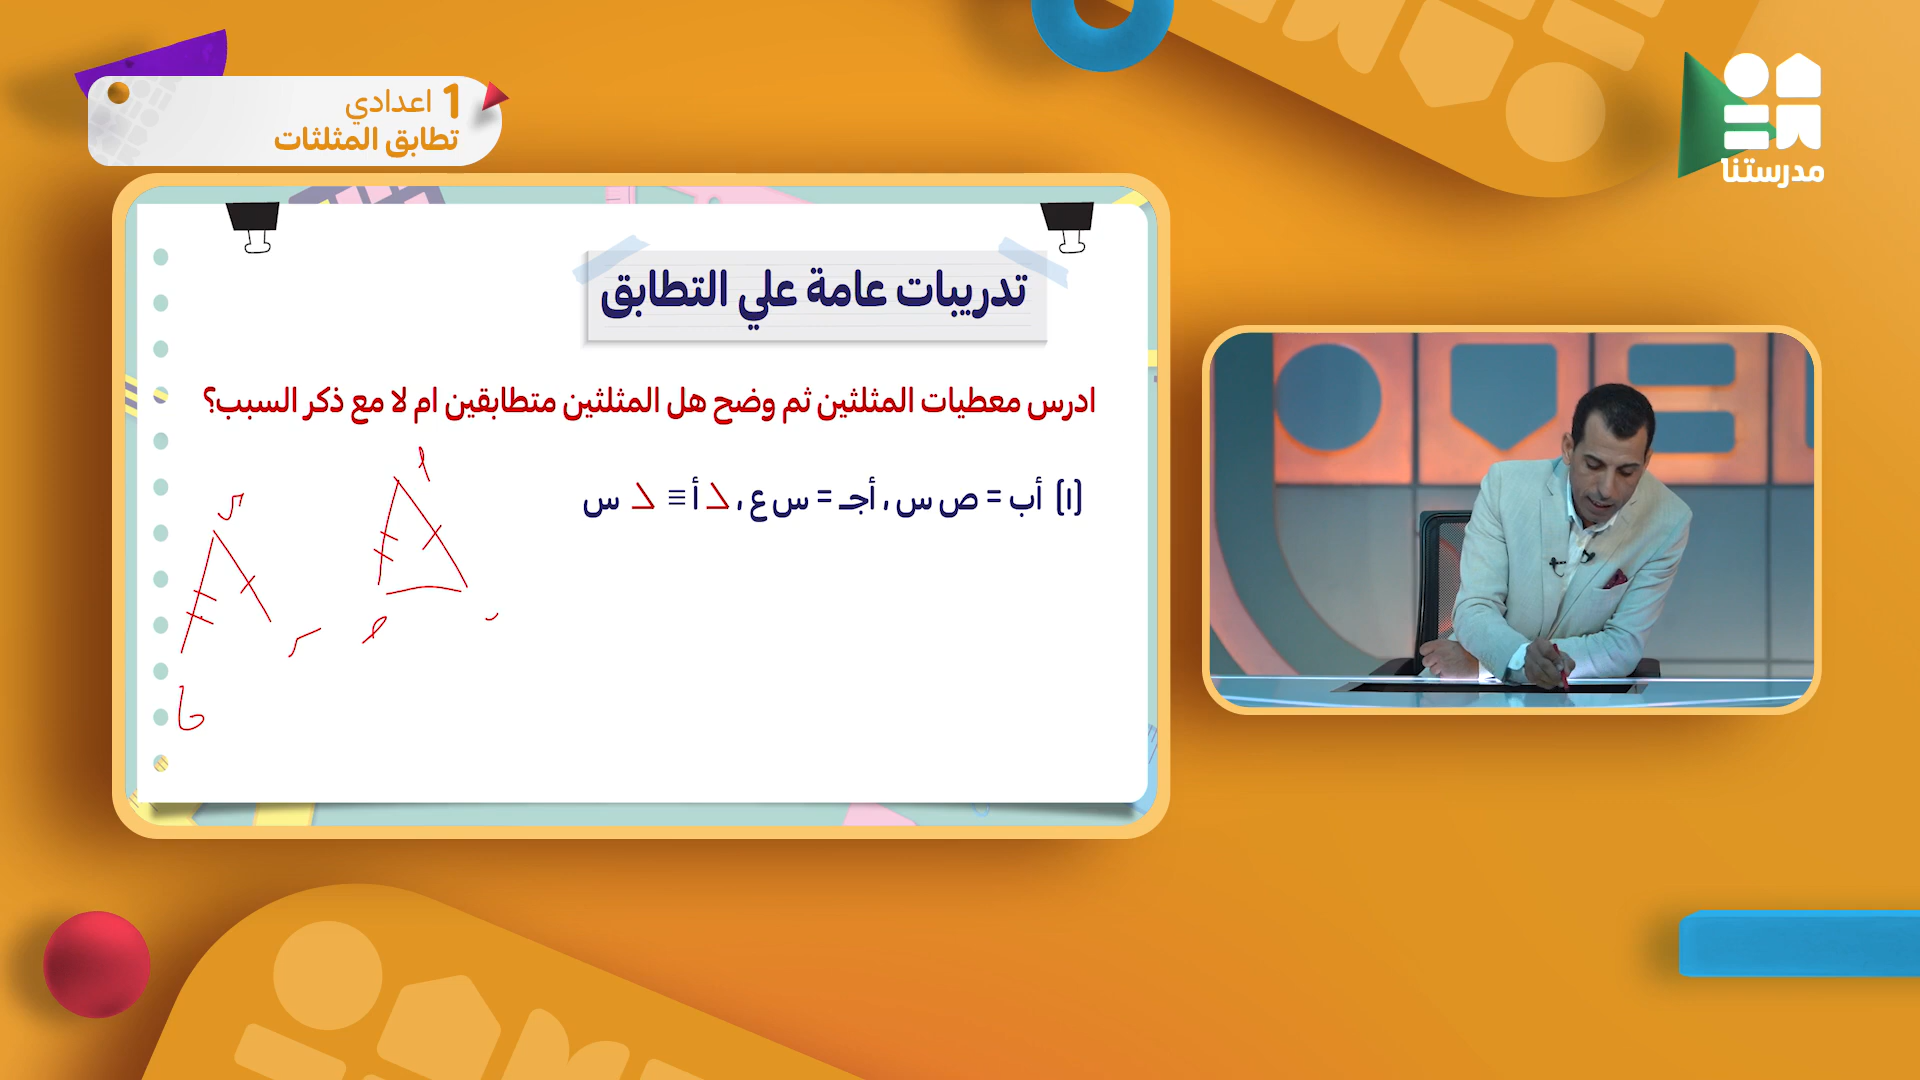 1 اعدادي
تطابق المثلثات
مدرستنا
تدريبات عامة علي التطابق
ادرس معطيات المثلثين ثم وضح هل المثلثين متطابقين ام لا مع ذكر السبب؟
(١) أب = ص س ، أجـ = س ع ، ∠ أ ≡ ∠ س